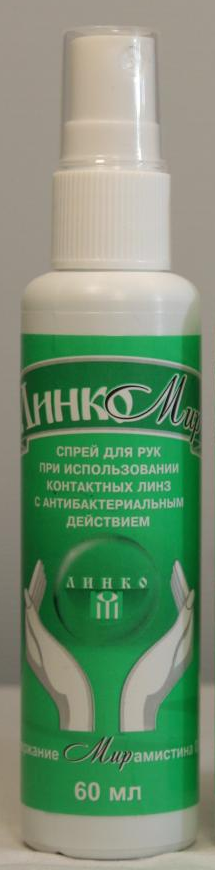 ЛинкоМир
СПРЕЙ ДЛЯ РУК
ПРИ ИСПОЛЬЗОВАНИИ
КОНТАКТНЫХ ЛИНЗ
С АНТИБАКТЕРИАЛЬНЫМ
ДЕЙСТВИЕМ
ЛИНКО
Мирамистина
60 мл